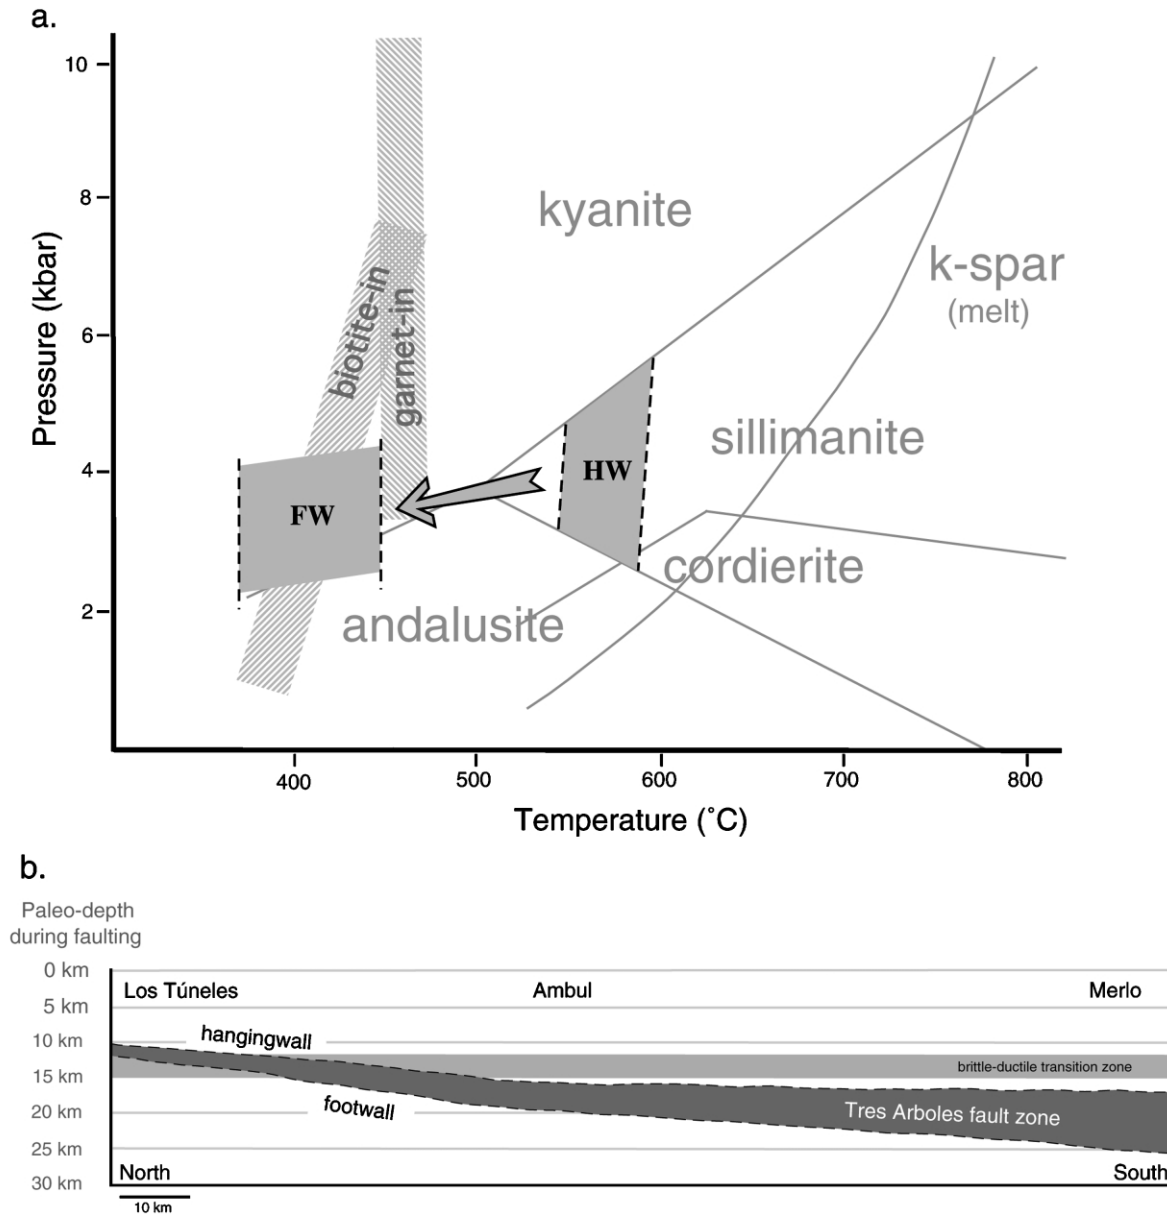 a.
10
8
6
4
2
Pressure (kbar)
kyanite
k-spar
(melt)
biotite-in
garnet-in
sillimanite
HW
FW
cordierite
andalusite
400
500
600
700
800
Temperature (˚C)
b.
Paleo-depth
during faulting
0 km
5 km
10 km
15 km
20 km
25 km
30 km
Los Túneles
Ambul
Merlo
hangingwall
brittle-ductile transition zone
footwall
Tres Arboles fault zone
North
South
10 km